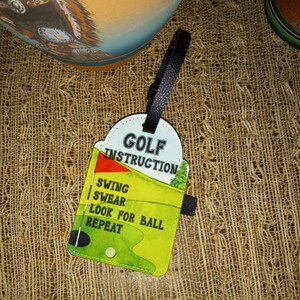 GOLF
INSTRUCTION
SWING
SWEAR
LOOK FOR BALL
REPEAT